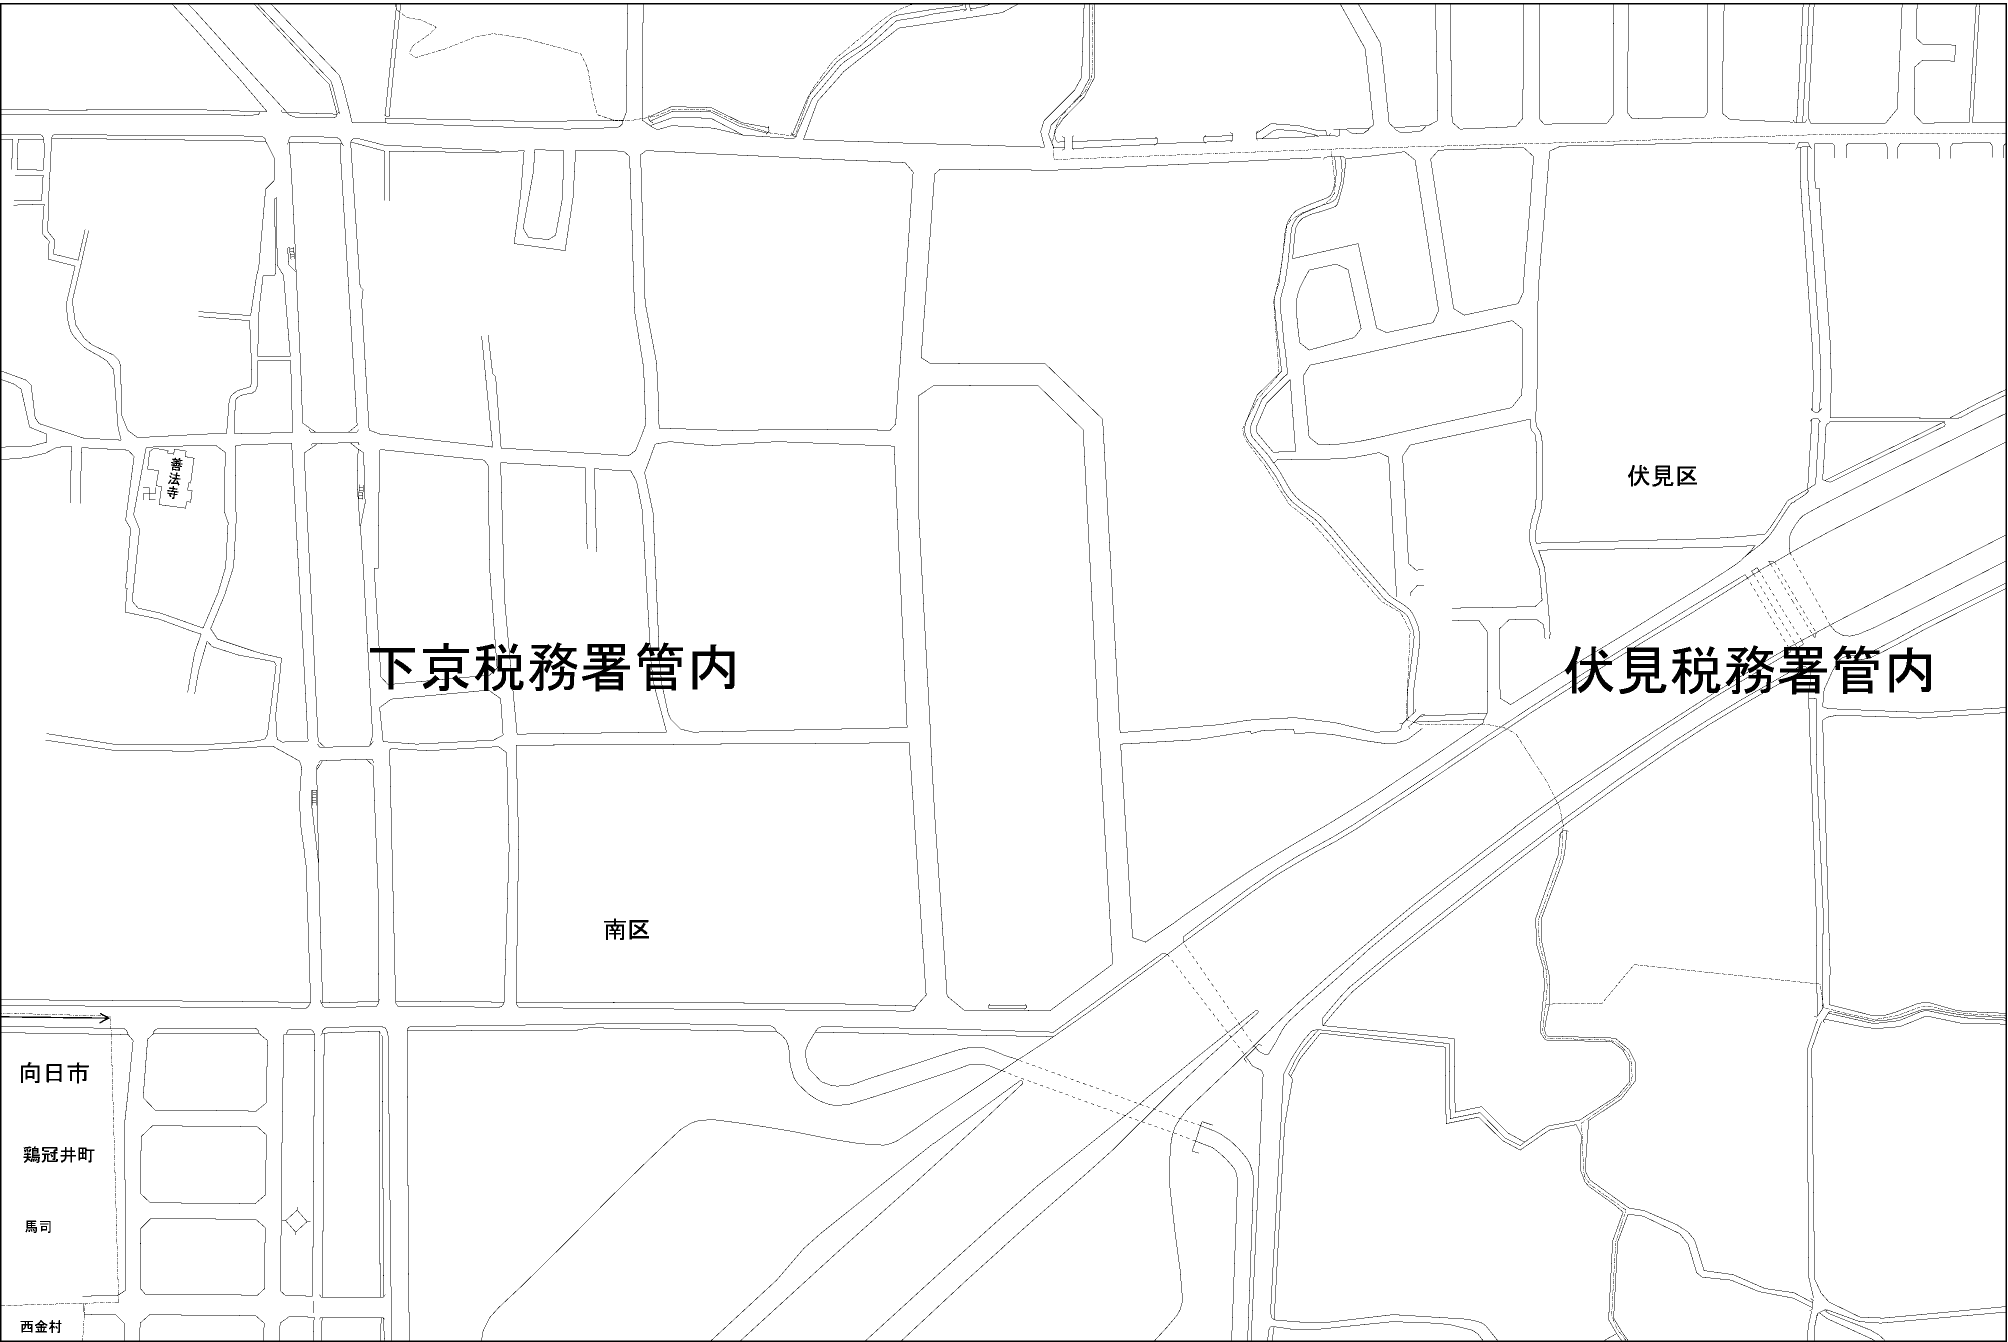 善法寺
伏見区
下京税務署管内
伏見税務署管内
南区
向日市
鶏冠井町
馬司
西金村